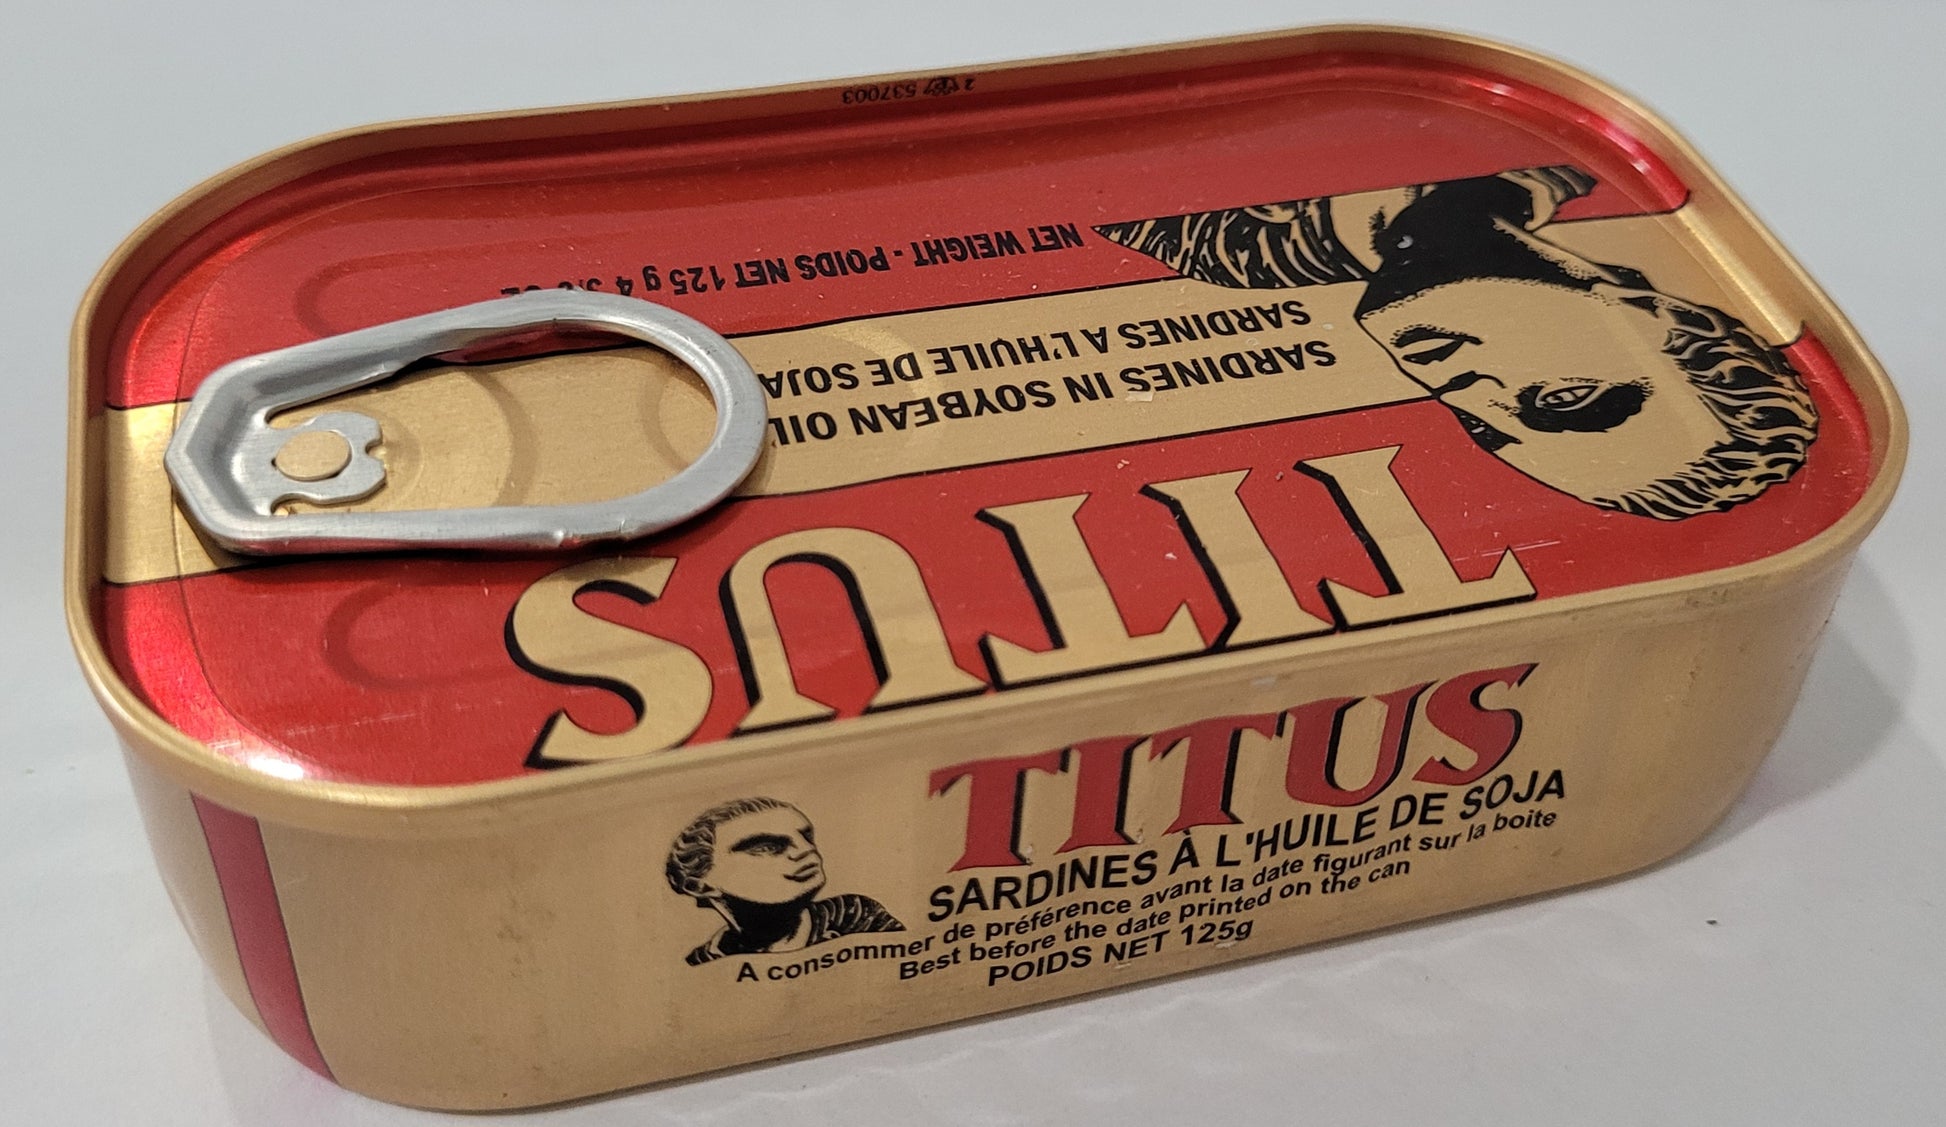 TITUS
SARDINES IN SOYBEAN OIL
SARDINES A L'HUILE DE SOJA
NET WEIGHT - POIDS NET 125 g 4
537003
TITUS
SARDINES À L'HUILE DE SOJA
A consommer de préférence avant la date figurant sur la boite
Best before the date printed on the can
POIDS NET 125g